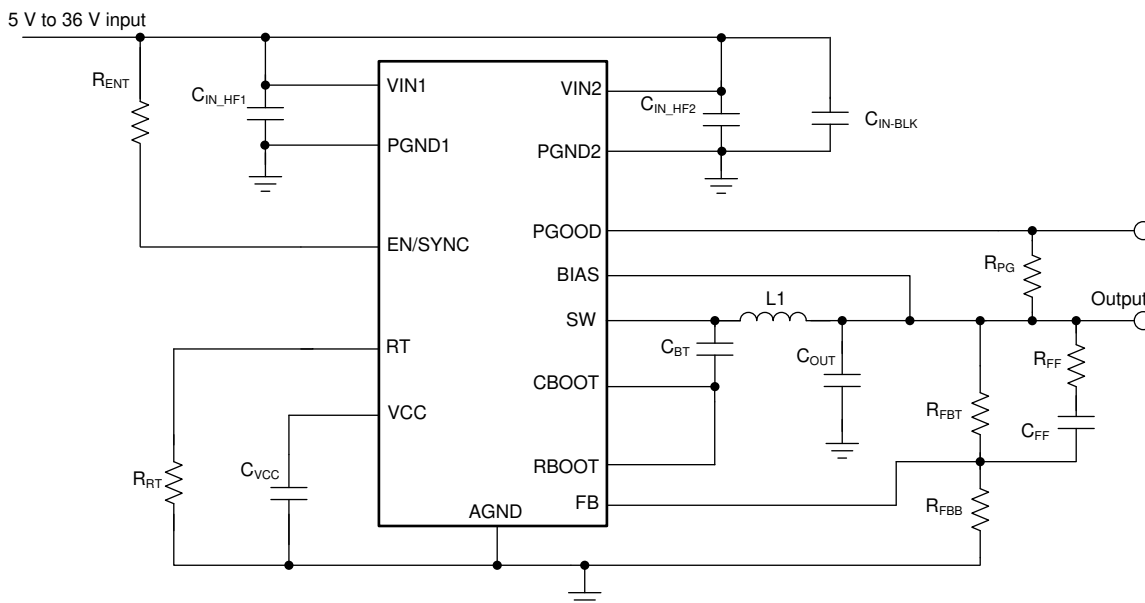 5 V to 36 V input
R_ENT
C_IN_HF1
VIN1
PGND1
EN/SYNC
RT
VCC
AGND
VIN2
PGND2
PGOOD
BIAS
SW
CBOOT
RBOOT
FB
C_IN_HF2
C_IN-BLK
R_PG
Output
L1
C_BT
C_OUT
R_FF
R_FBT
C_FF
R_FBB
R_RT
C_VCC